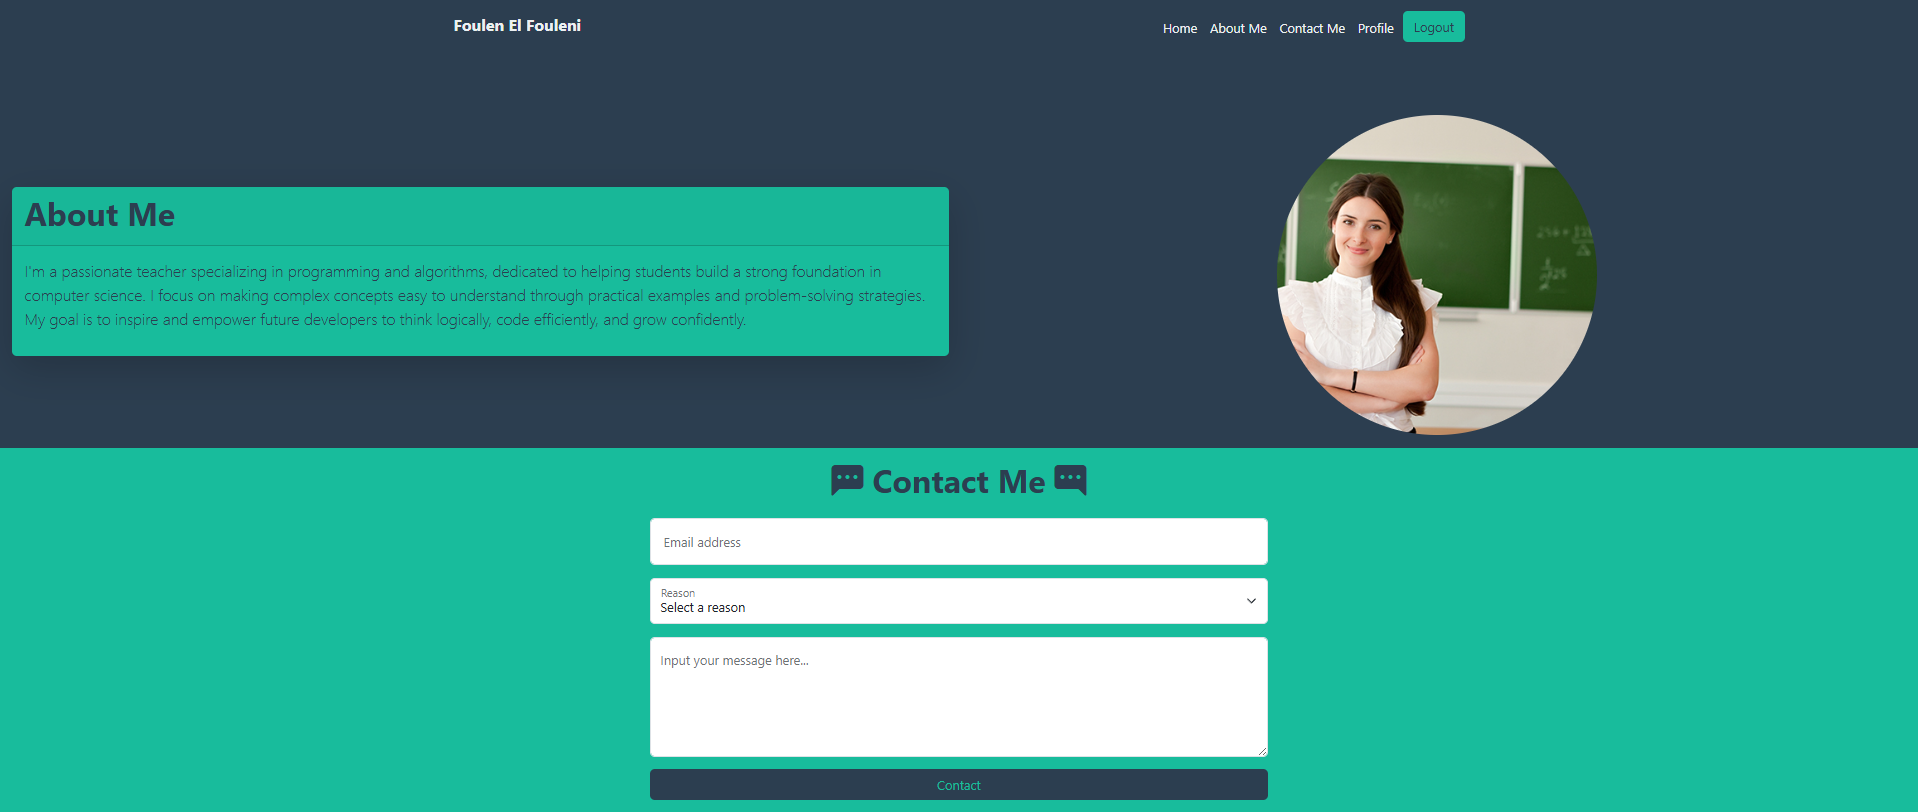 Foulen El Fouleni
Home About Me Contact Me Profile Logout
About Me
I'm a passionate teacher specializing in programming and algorithms, dedicated to helping students build a strong foundation in
computer science. I focus on making complex concepts easy to understand through practical examples and problem-solving strategies.
My goal is to inspire and empower future developers to think logically, code efficiently, and grow confidently.
Contact Me
Email address
Reason
Select a reason
Input your message here...
Contact